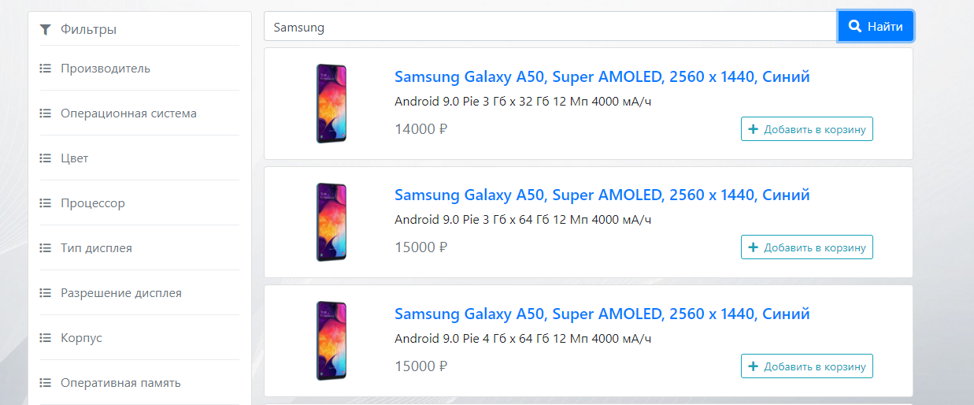 Фильтры
Производитель
Операционная система
Цвет
Процессор
Тип дисплея
Разрешение дисплея
Корпус
Оперативная память
Samsung
Найти
Samsung Galaxy A50, Super AMOLED, 2560 x 1440, Синий
Android 9.0 Pie 3 Гб x 32 Гб 12 Мп 4000 мА/ч
14000 ₽
Добавить в корзину
Samsung Galaxy A50, Super AMOLED, 2560 x 1440, Синий
Android 9.0 Pie 3 Гб x 64 Гб 12 Мп 4000 мА/ч
15000 ₽
Добавить в корзину
Samsung Galaxy A50, Super AMOLED, 2560 x 1440, Синий
Android 9.0 Pie 4 Гб x 64 Гб 12 Мп 4000 мА/ч
15000 ₽
Добавить в корзину